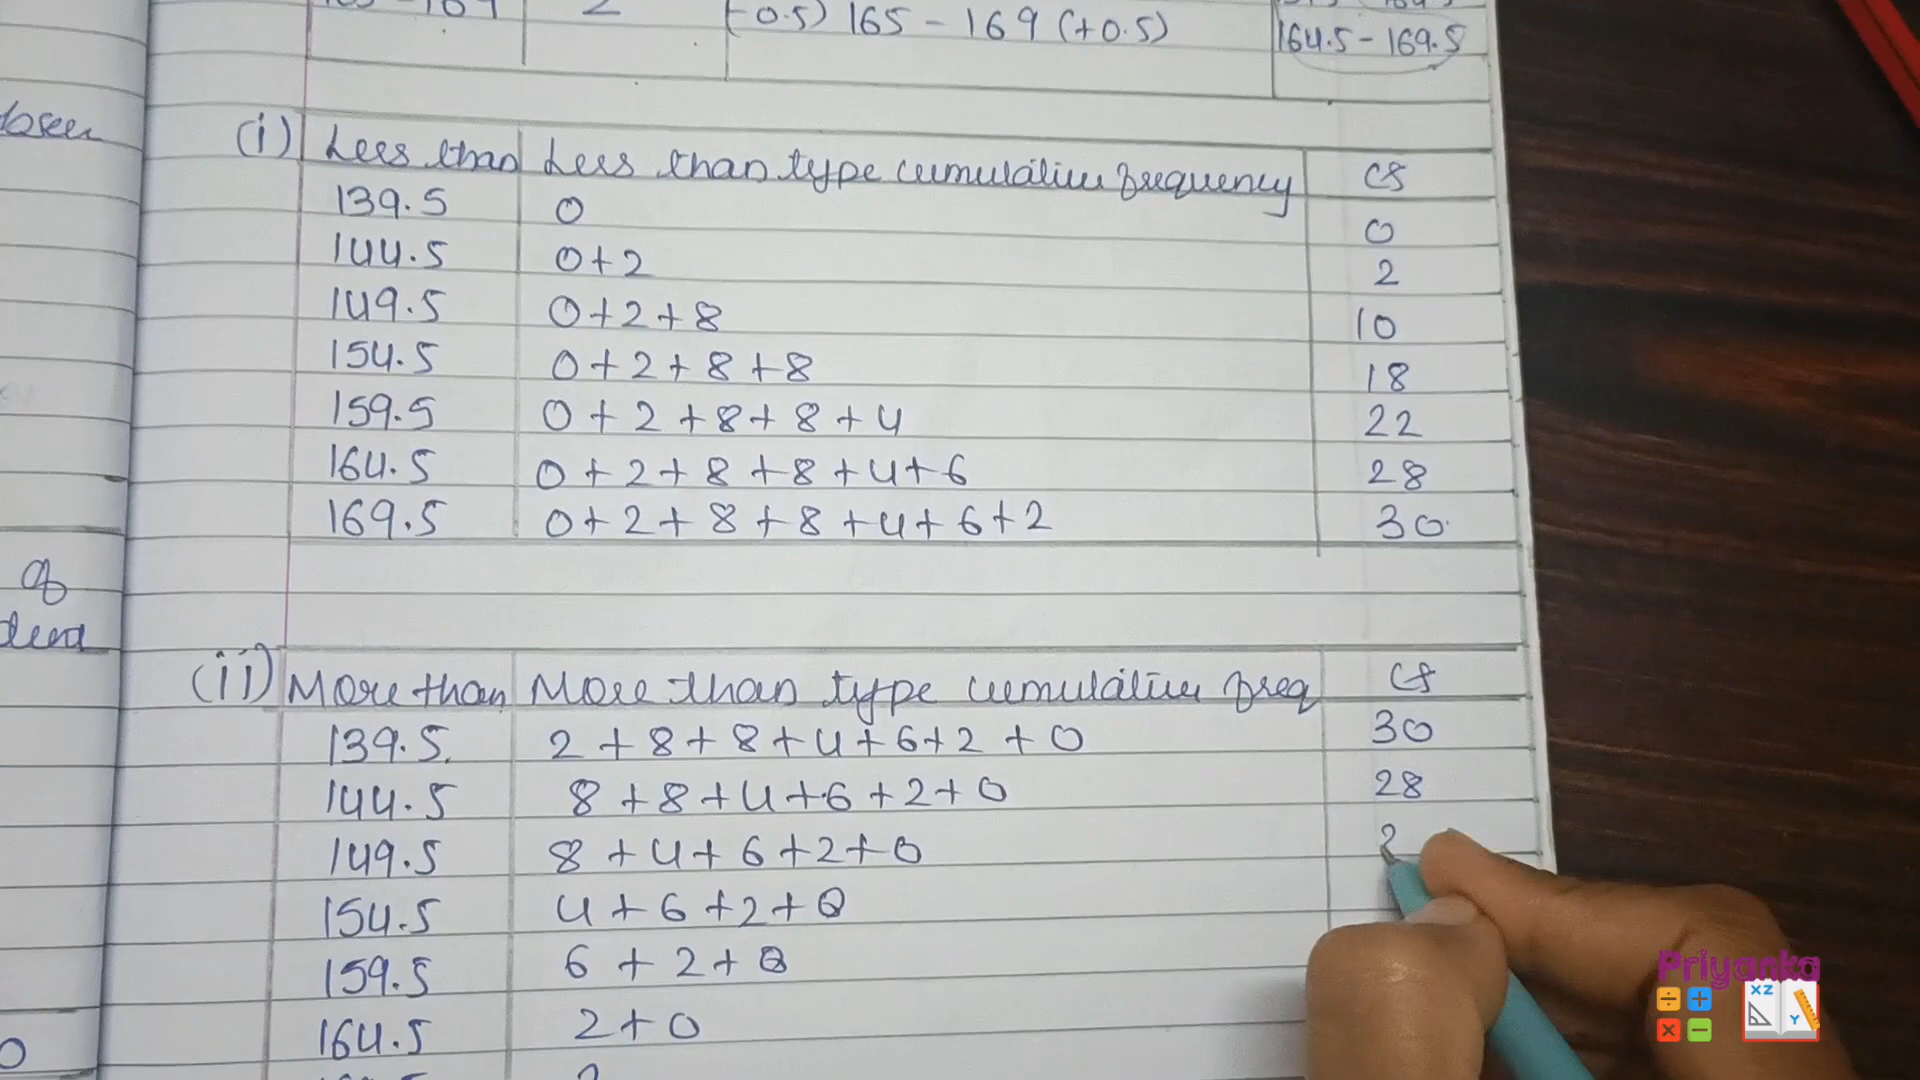 2 (-0.5) 165 - 169 (+0.5) 164.5 - 169.5
been
(i) Less than Less than type cumulative frequency cf
139.5 0 0
144.5 0+2 2
149.5 0+2+8 10
154.5 0+2+8+8 18
159.5 0+2+8+8+4 22
164.5 0+2+8+8+4+6 28
169.5 0+2+8+8+4+6+2 30
of
(ii) More than More than type cumulative freq cf
139.5 2+8+8+4+6+2+0 30
144.5 8+8+4+6+2+0 28
149.5 8+4+6+2+0 2
154.5 4+6+2+0
159.5 6+2+0
164.5 2+0
Priyanka
XZ
Y